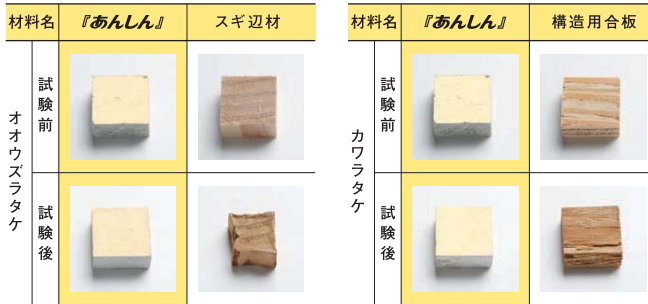 材料名 『あんしん』 スギ辺材
オオウズラタケ
試験前
試験後
材料名 『あんしん』 構造用合板
カワラタケ
試験前
試験後